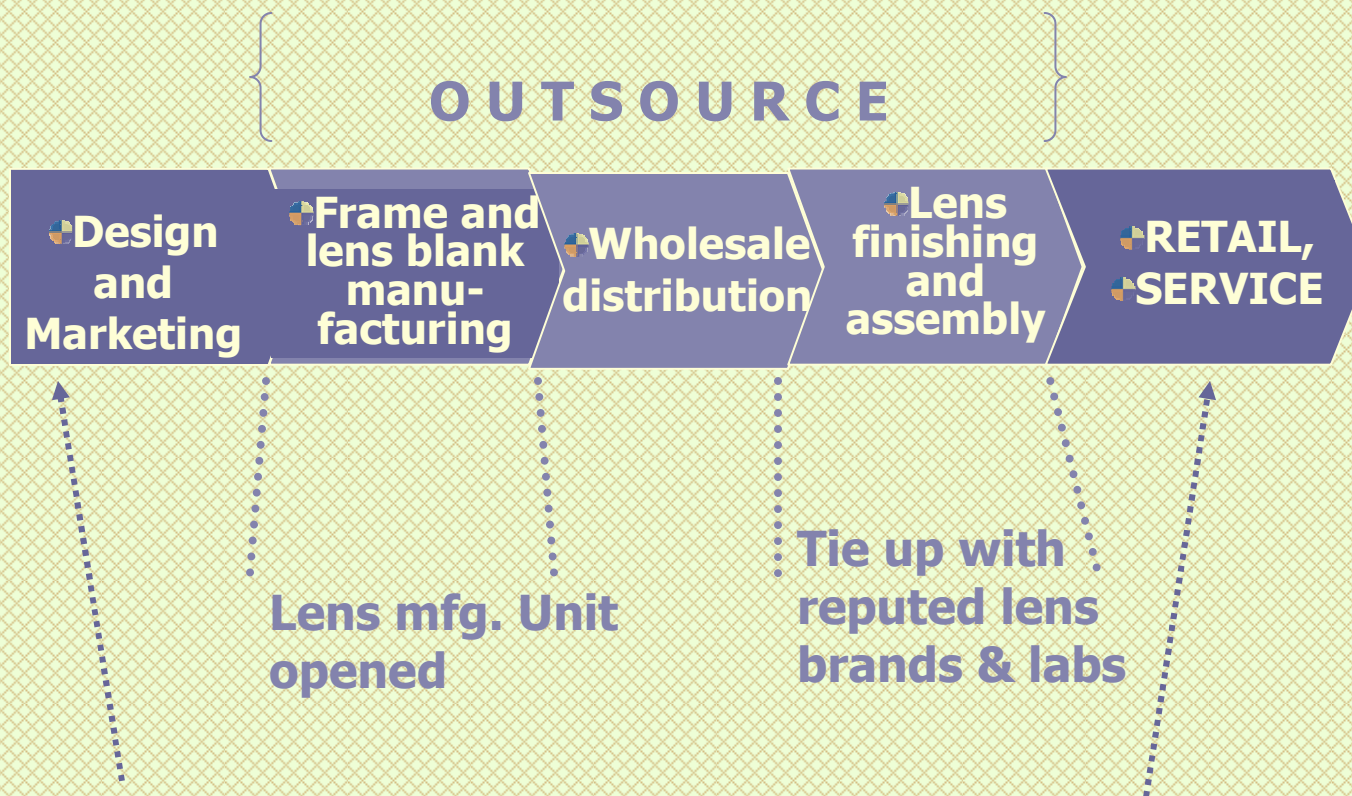 OUTSOURCE
Design
and
Marketing
Frame and
lens blank
manu-
facturing
Wholesale
distribution
Lens
finishing
and
assembly
RETAIL,
SERVICE
Lens mfg. Unit
opened
Tie up with
reputed lens
brands & labs